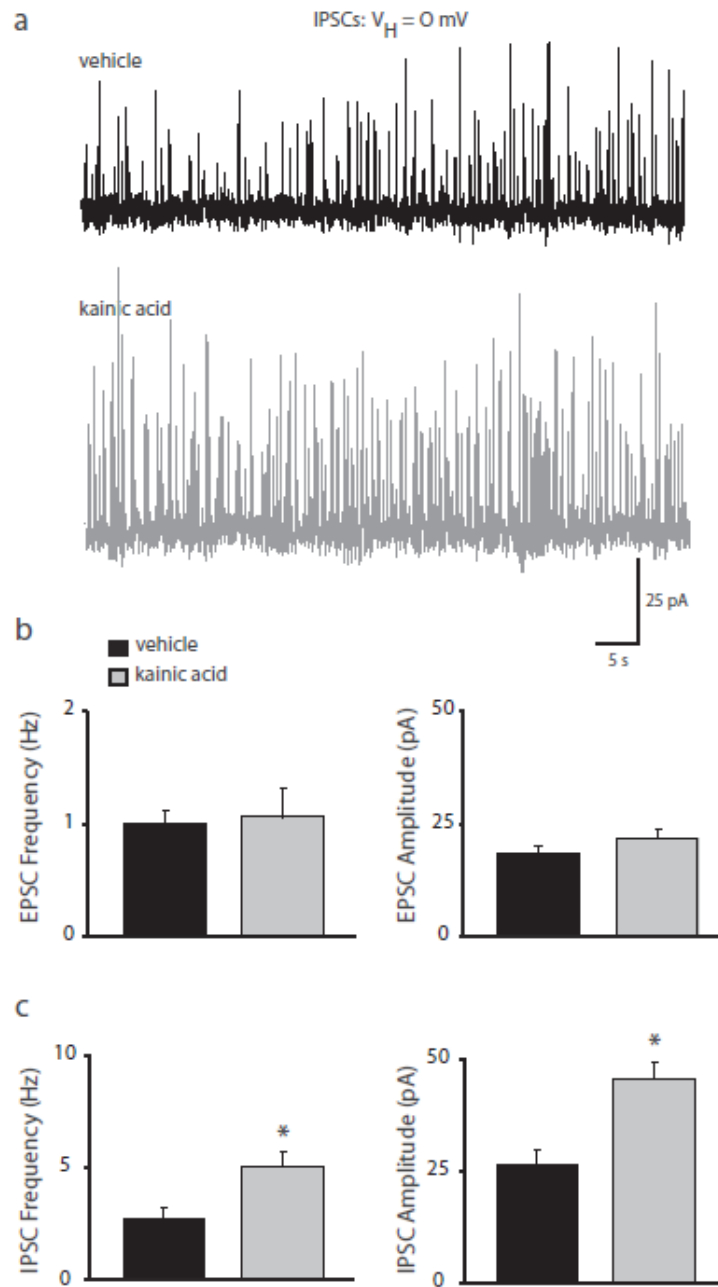 a
IPSCs: VH = O mV
vehicle
kainic acid
25 pA
5 s
b
vehicle
kainic acid
EPSC Frequency (Hz)
2
1
0
EPSC Amplitude (pA)
50
25
0
c
IPSC Frequency (Hz)
10
5
0
*
IPSC Amplitude (pA)
50
25
0
*